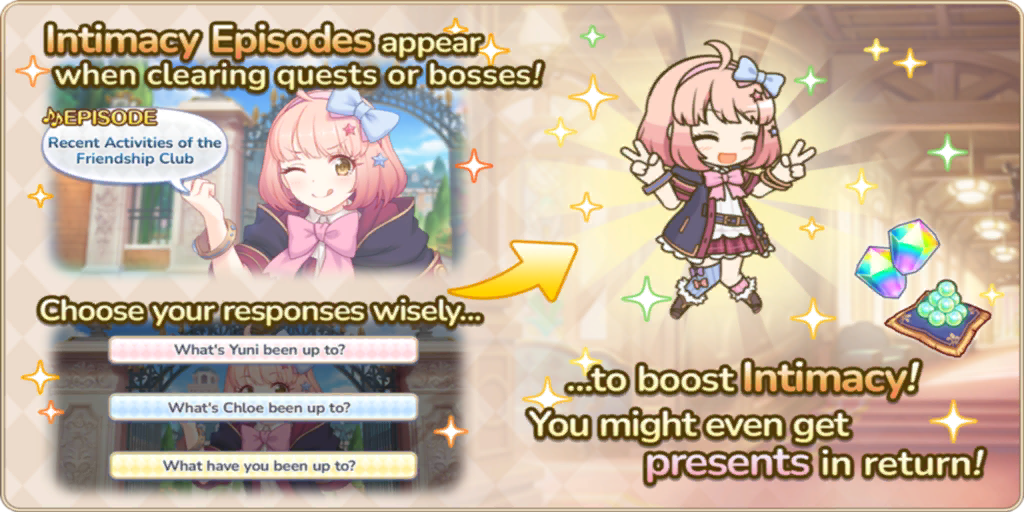 Intimacy Episodes appear
when clearing quests or bosses!
EPISODE
Recent Activities of the
Friendship Club
Choose your responses wisely...
What's Yuni been up to?
What's Chloe been up to?
What have you been up to?
...to boost Intimacy!
You might even get
presents in return!